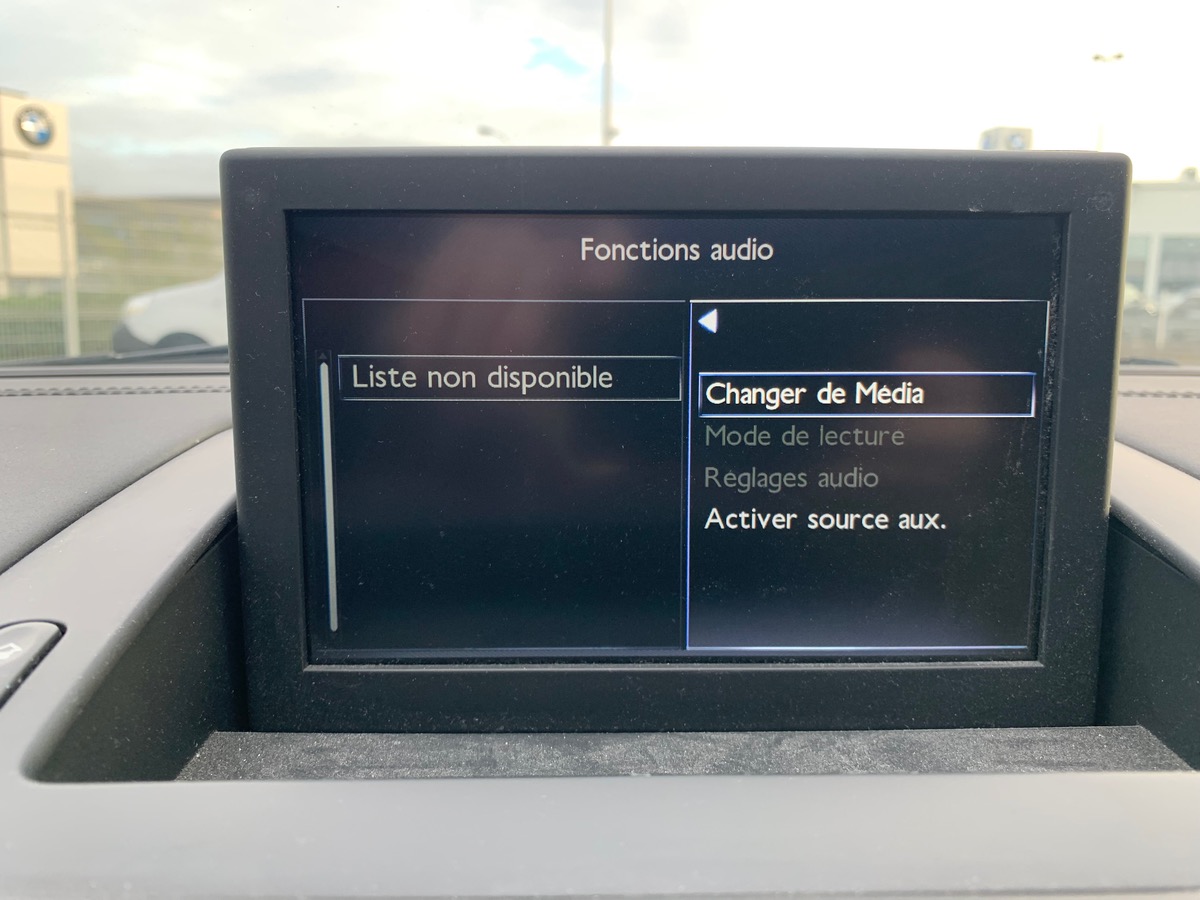 Fonctions audio
Liste non disponible
Changer de Média
Mode de lecture
Réglages audio
Activer source aux.